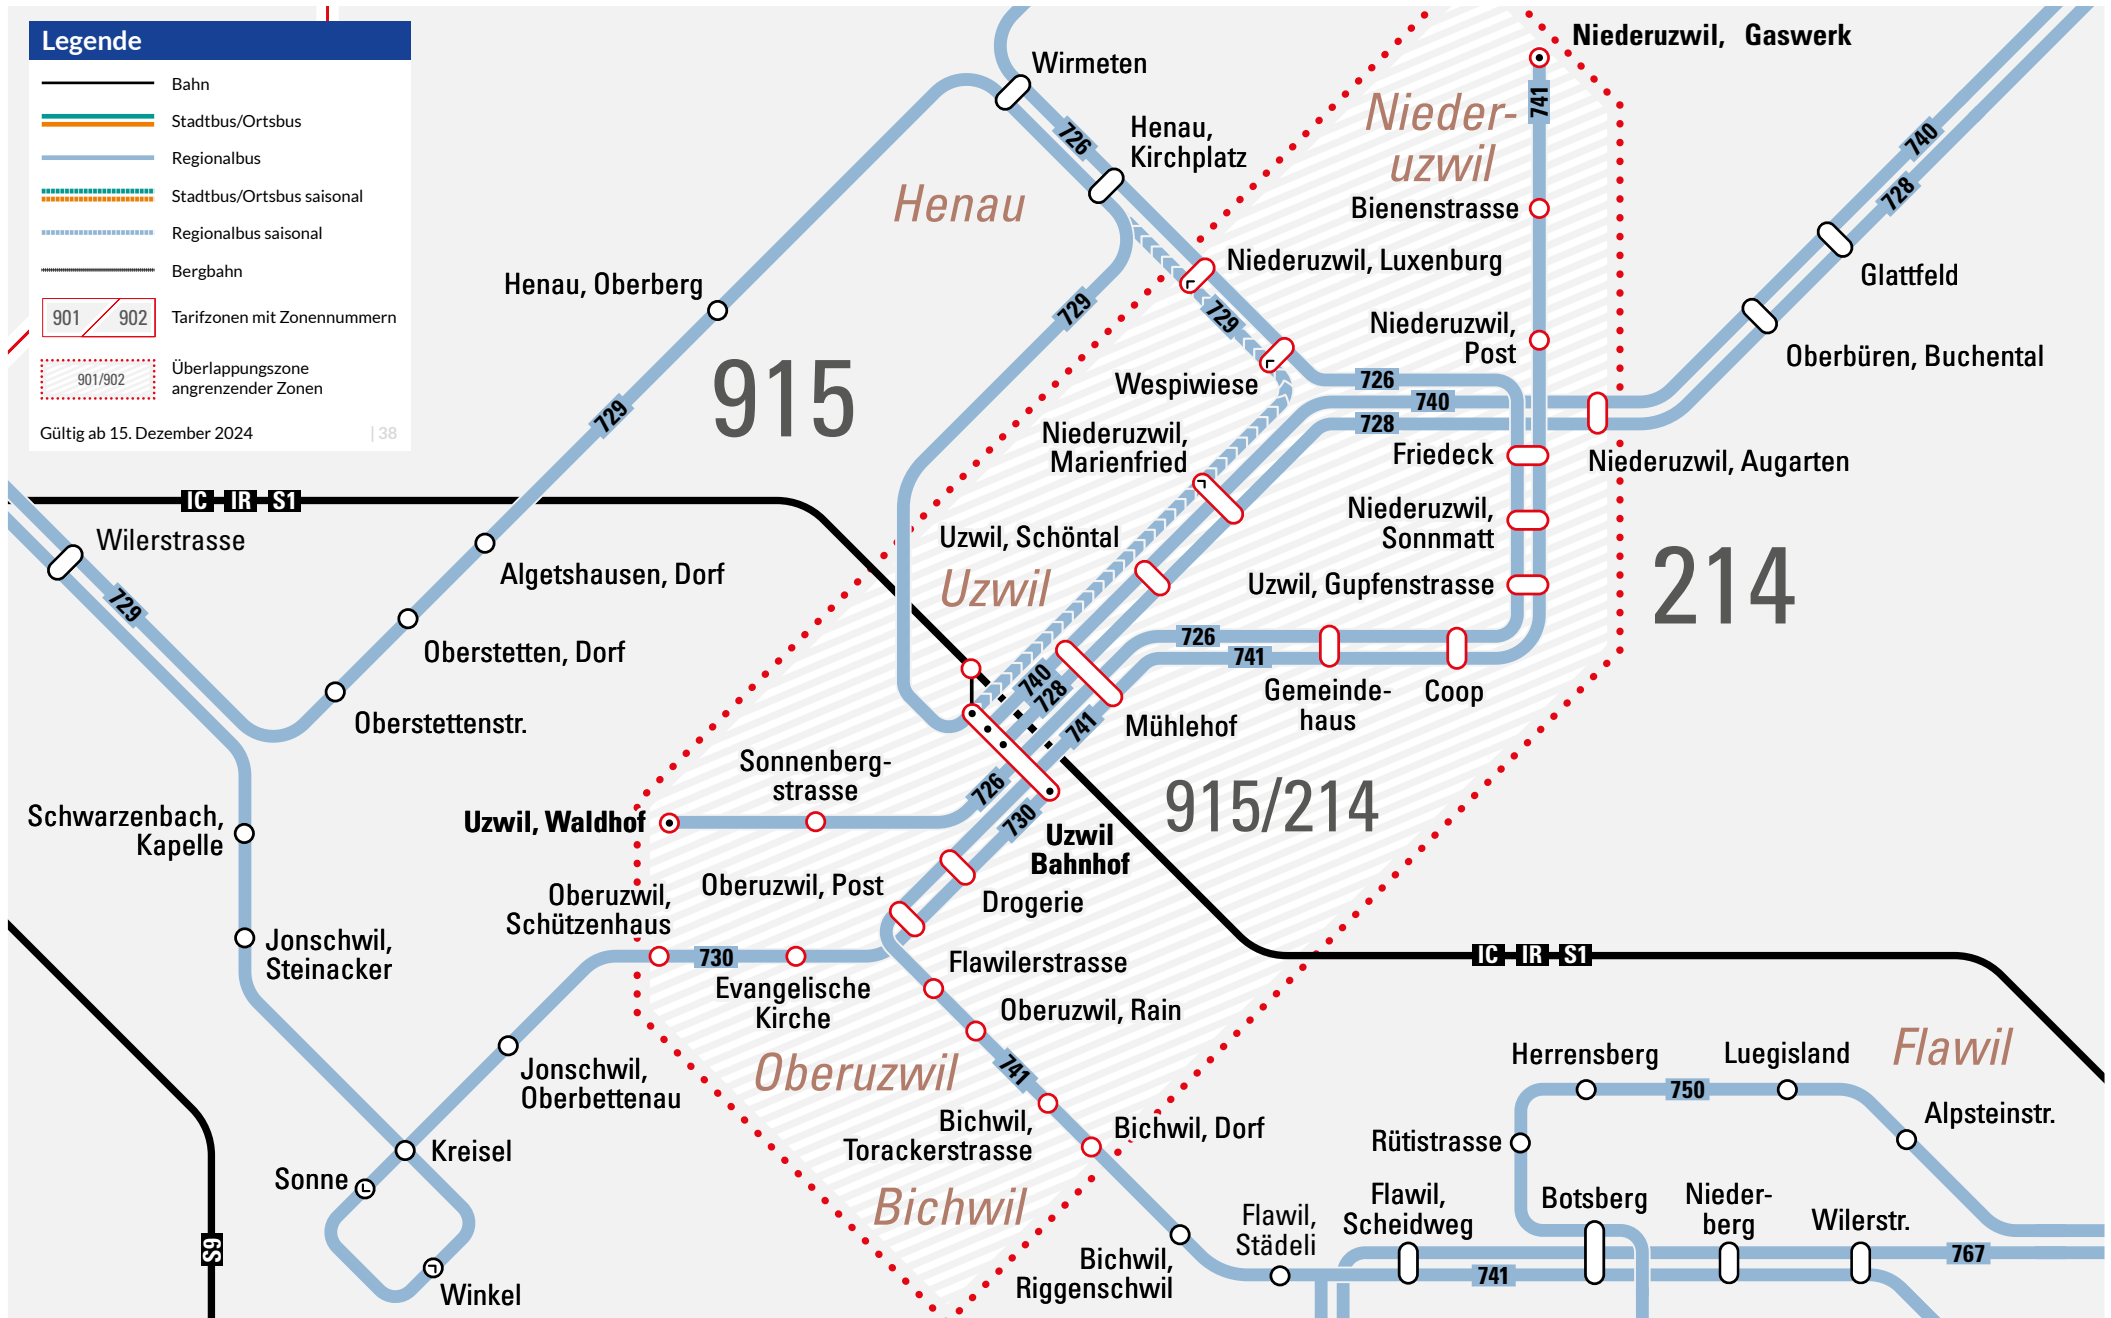 Legende
Bahn
Stadtbus/Ortsbus
Regionalbus
Stadtbus/Ortsbus saisonal
Regionalbus saisonal
Bergbahn
901 902 Tarifzonen mit Zonennummern
901/902
Überlappungszone
angrenzender Zonen
Gültig ab 15. Dezember 2024 | 38
Niederuzwil, Gaswerk
Wirmeten
741
726
Henau,
Kirchplatz
Nieder-
uzwil
740
728
Henau
Bienenstrasse
Niederuzwil, Luxenburg
Glattfeld
Henau, Oberberg
729
729
Niederuzwil,
Post
Oberbüren, Buchental
915
Wespiwiese
726
740
728
729
Niederuzwil,
Marienfried
Friedeck
Niederuzwil, Augarten
IC IR S1
Wilerstrasse
Niederuzwil,
Sonnmatt
Uzwil, Schöntal
Algetshausen, Dorf
Uzwil
Uzwil, Gupfenstrasse
214
729
Oberstetten, Dorf
726
741
740
728
741
Gemeinde-
haus
Coop
Oberstettenstr.
Mühlehof
Sonnenberg-
strasse
726
730
915/214
Uzwil, Waldhof
Schwarzenbach,
Kapelle
Uzwil
Bahnhof
Oberuzwil, Post
Drogerie
Oberuzwil,
Schützenhaus
Jonschwil,
Steinacker
730
Flawilerstrasse
IC IR S1
Evangelische
Kirche
Oberuzwil, Rain
Oberuzwil
741
Jonschwil,
Oberbettenau
Herrensberg
Luegisland
Flawil
750
Alpsteinstr.
Bichwil,
Torackerstrasse
Bichwil, Dorf
Rütistrasse
Kreisel
Sonne
Bichwil
Flawil,
Scheidweg
Botsberg
Nieder-
berg
Wilerstr.
Flawil,
Städeli
S9
Bichwil,
Riggenschwil
741
767
Winkel